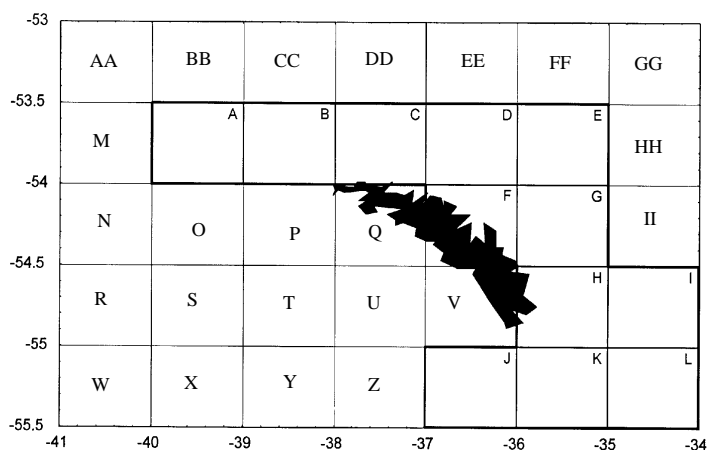 -53
AA BB CC DD EE FF GG
-53.5
M A B C D E HH
-54
N O P Q F G II
-54.5
R S T U V H I
-55
W X Y Z J K L
-55.5
-41 -40 -39 -38 -37 -36 -35 -34